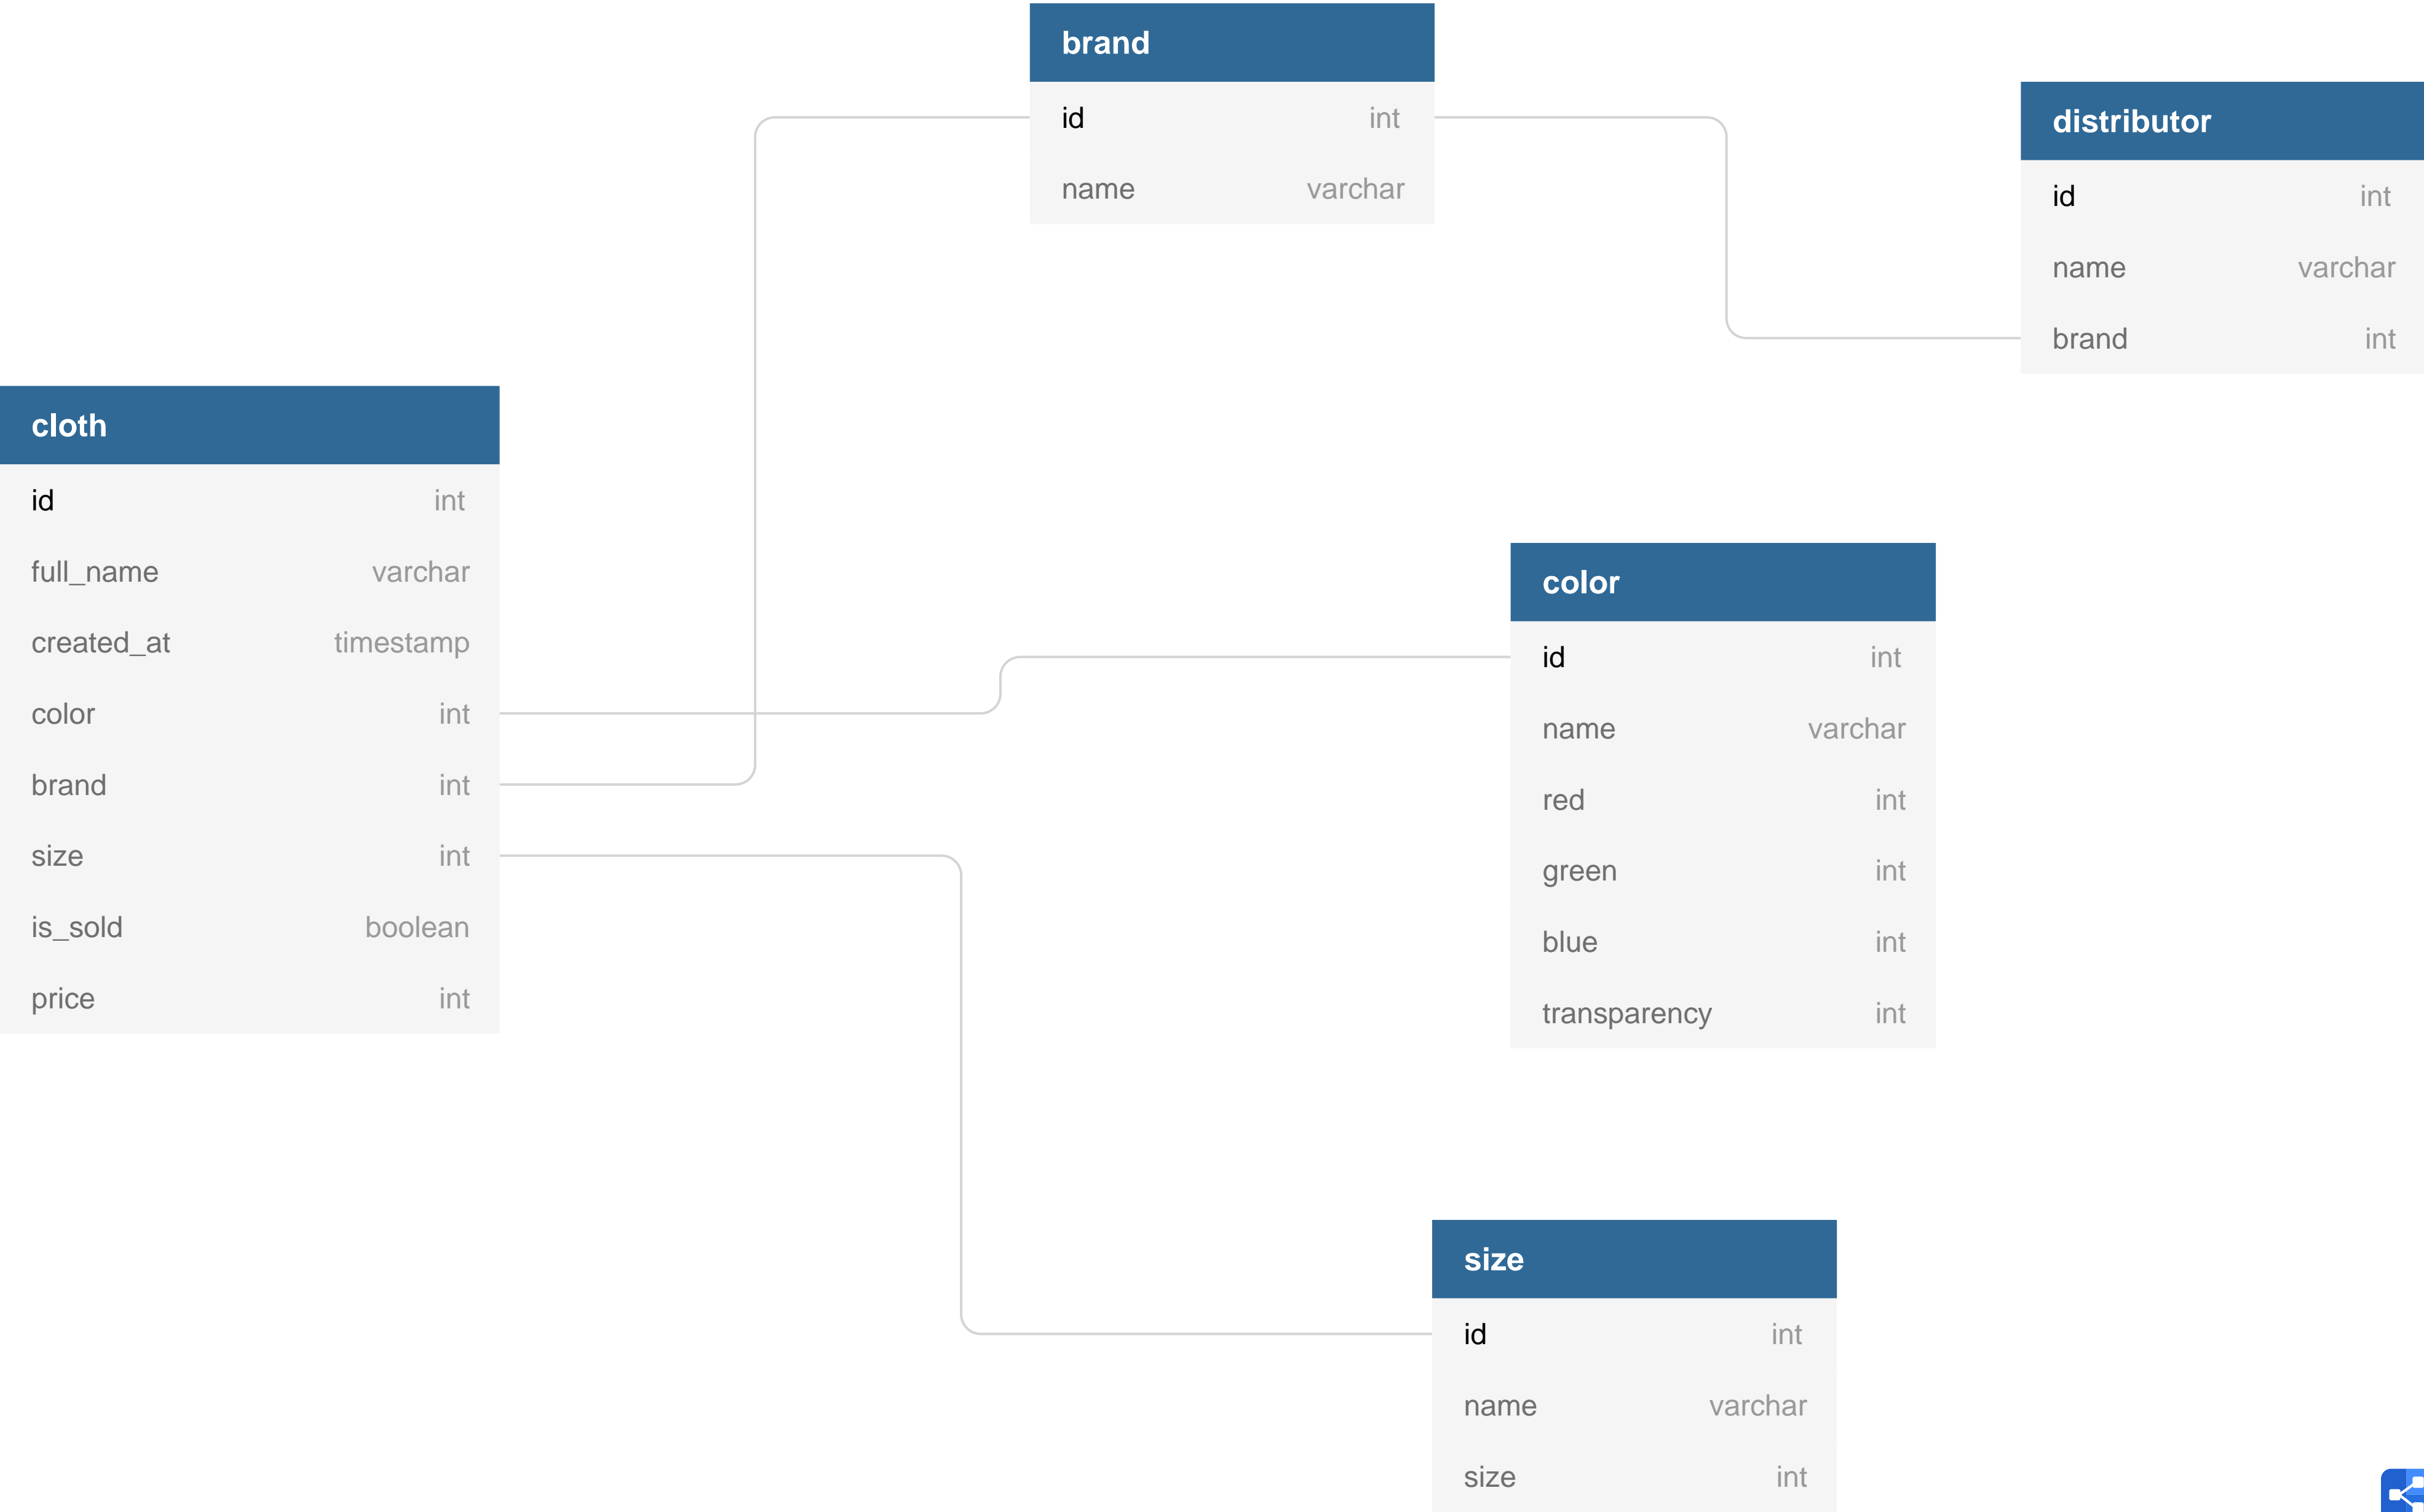 brand
id int
name varchar
distributor
id int
name varchar
brand int
cloth
id int
full_name varchar
created_at timestamp
color int
brand int
size int
is_sold boolean
price int
color
id int
name varchar
red int
green int
blue int
transparency int
size
id int
name varchar
size int